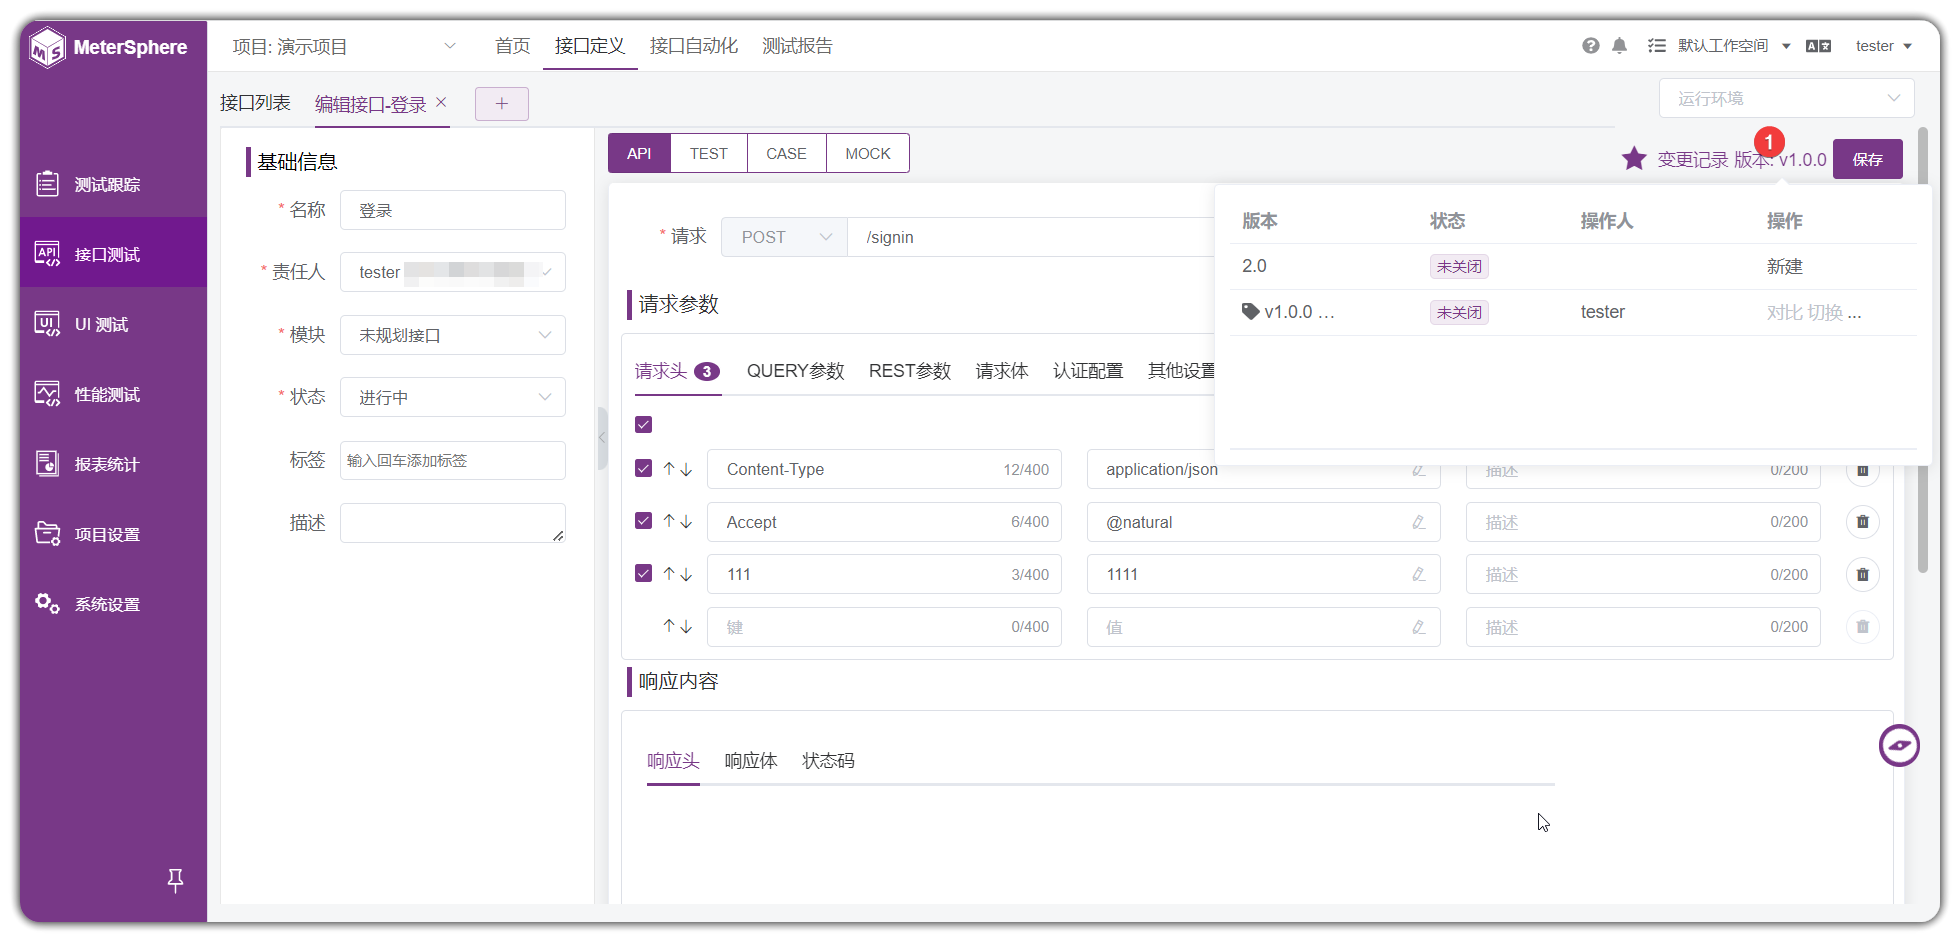 MeterSphere
项目: 演示项目
首页
接口定义
接口自动化
测试报告
默认工作空间
tester
接口列表
编辑接口-登录
+
运行环境
测试跟踪
接口测试
UI 测试
性能测试
报表统计
项目设置
系统设置
基础信息
* 名称 登录
* 责任人 tester
* 模块 未规划接口
* 状态 进行中
标签 输入回车添加标签
描述
API TEST CASE MOCK
变更记录 版本: v1.0.0
1
保存
* 请求 POST /signin
版本 状态 操作人 操作
2.0 未关闭 新建
v1.0.0 ... 未关闭 tester 对比 切换 ...
请求参数
请求头 3 QUERY参数 REST参数 请求体 认证配置 其他设置
Content-Type 12/400 application/json 描述 0/200
Accept 6/400 @natural 描述 0/200
111 3/400 1111 描述 0/200
键 0/400 值 描述 0/200
响应内容
响应头 响应体 状态码